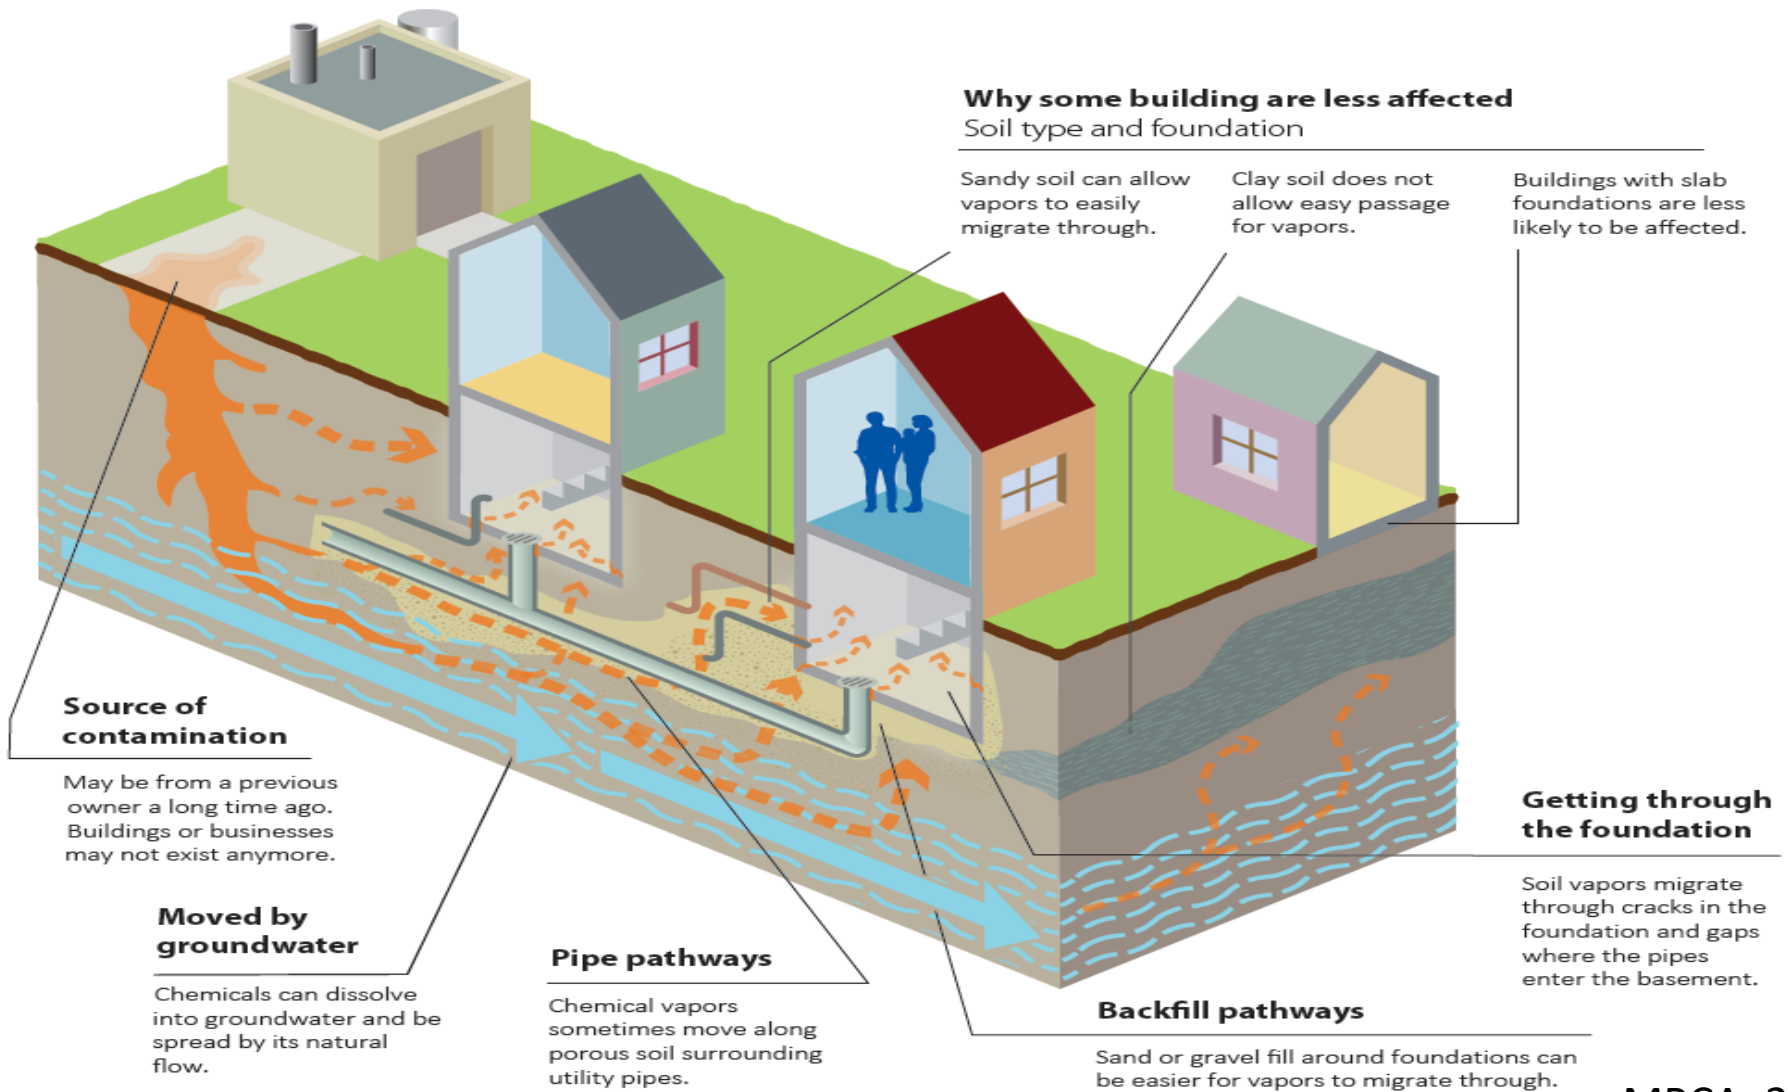 Why some building are less affected
Soil type and foundation
Sandy soil can allow
vapors to easily
migrate through.
Clay soil does not
allow easy passage
for vapors.
Buildings with slab
foundations are less
likely to be affected.
Source of
contamination
May be from a previous
owner a long time ago.
Buildings or businesses
may not exist anymore.
Moved by
groundwater
Chemicals can dissolve
into groundwater and be
spread by its natural
flow.
Pipe pathways
Chemical vapors
sometimes move along
porous soil surrounding
utility pipes.
Backfill pathways
Sand or gravel fill around foundations can
be easier for vapors to migrate through.
Getting through
the foundation
Soil vapors migrate
through cracks in the
foundation and gaps
where the pipes
enter the basement.